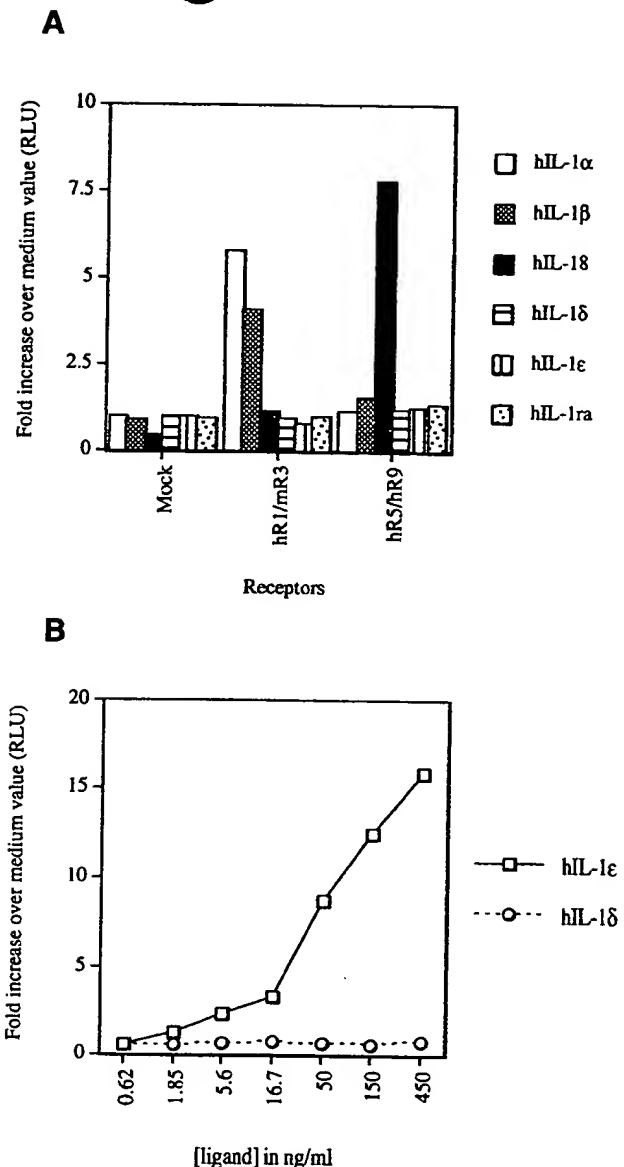 A
Fold increase over medium value (RLU)
10
7.5
5
2.5
0
Mock
hR1/mR3
hR5/hR9
Receptors
hIL-1α
hIL-1β
hIL-18
hIL-1δ
hIL-1ε
hIL-1ra
B
Fold increase over medium value (RLU)
20
15
10
5
0
0.62
1.85
5.6
16.7
50
150
450
[ligand] in ng/ml
hIL-1ε
hIL-1δ